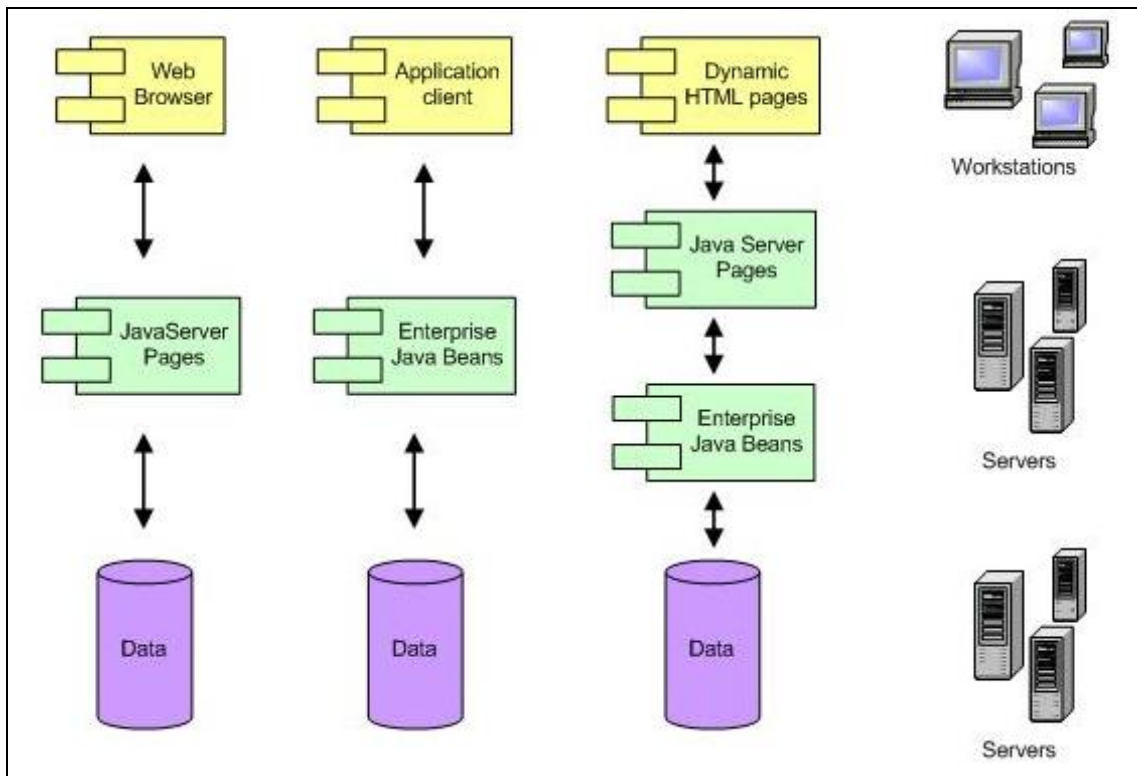 Web
Browser
Application
client
Dynamic
HTML pages
Workstations
JavaServer
Pages
Enterprise
Java Beans
Java Server
Pages
Enterprise
Java Beans
Servers
Data
Data
Data
Servers